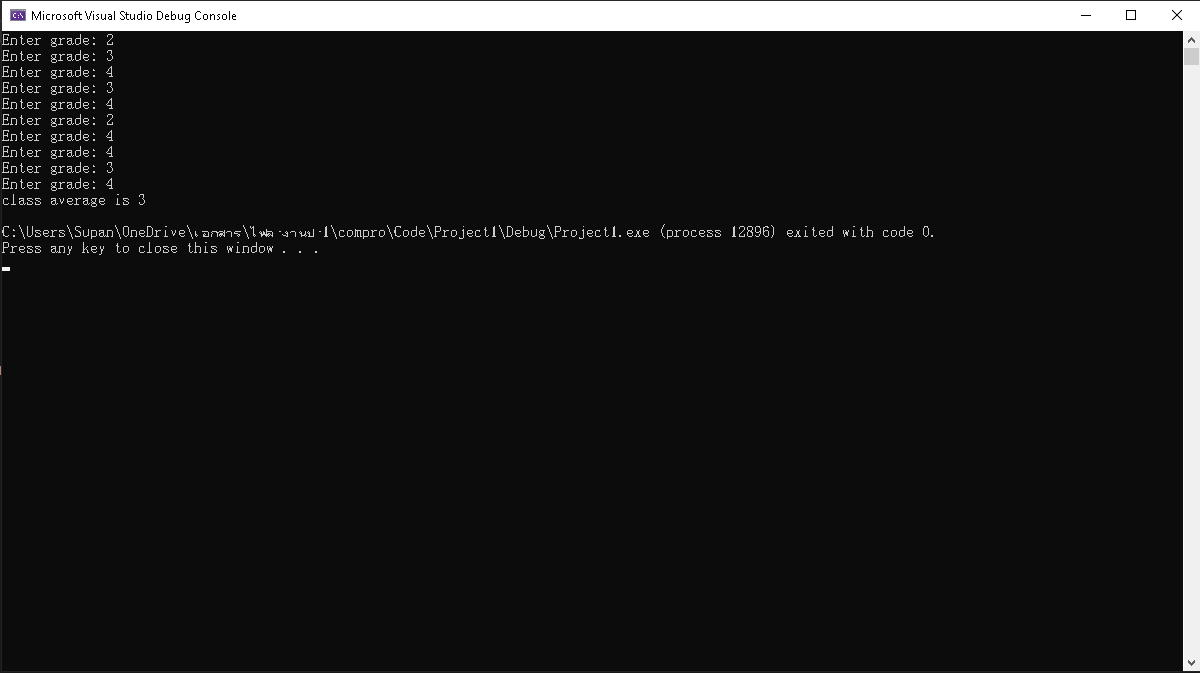 Microsoft Visual Studio Debug Console
Enter grade: 2
Enter grade: 3
Enter grade: 4
Enter grade: 3
Enter grade: 4
Enter grade: 2
Enter grade: 4
Enter grade: 4
Enter grade: 3
Enter grade: 4
class average is 3
C:\Users\Supan\OneDrive\เอกสาร\ไฟล์งานปี1\compro\Code\Project1\Debug\Project1.exe (process 12896) exited with code 0.
Press any key to close this window . . .